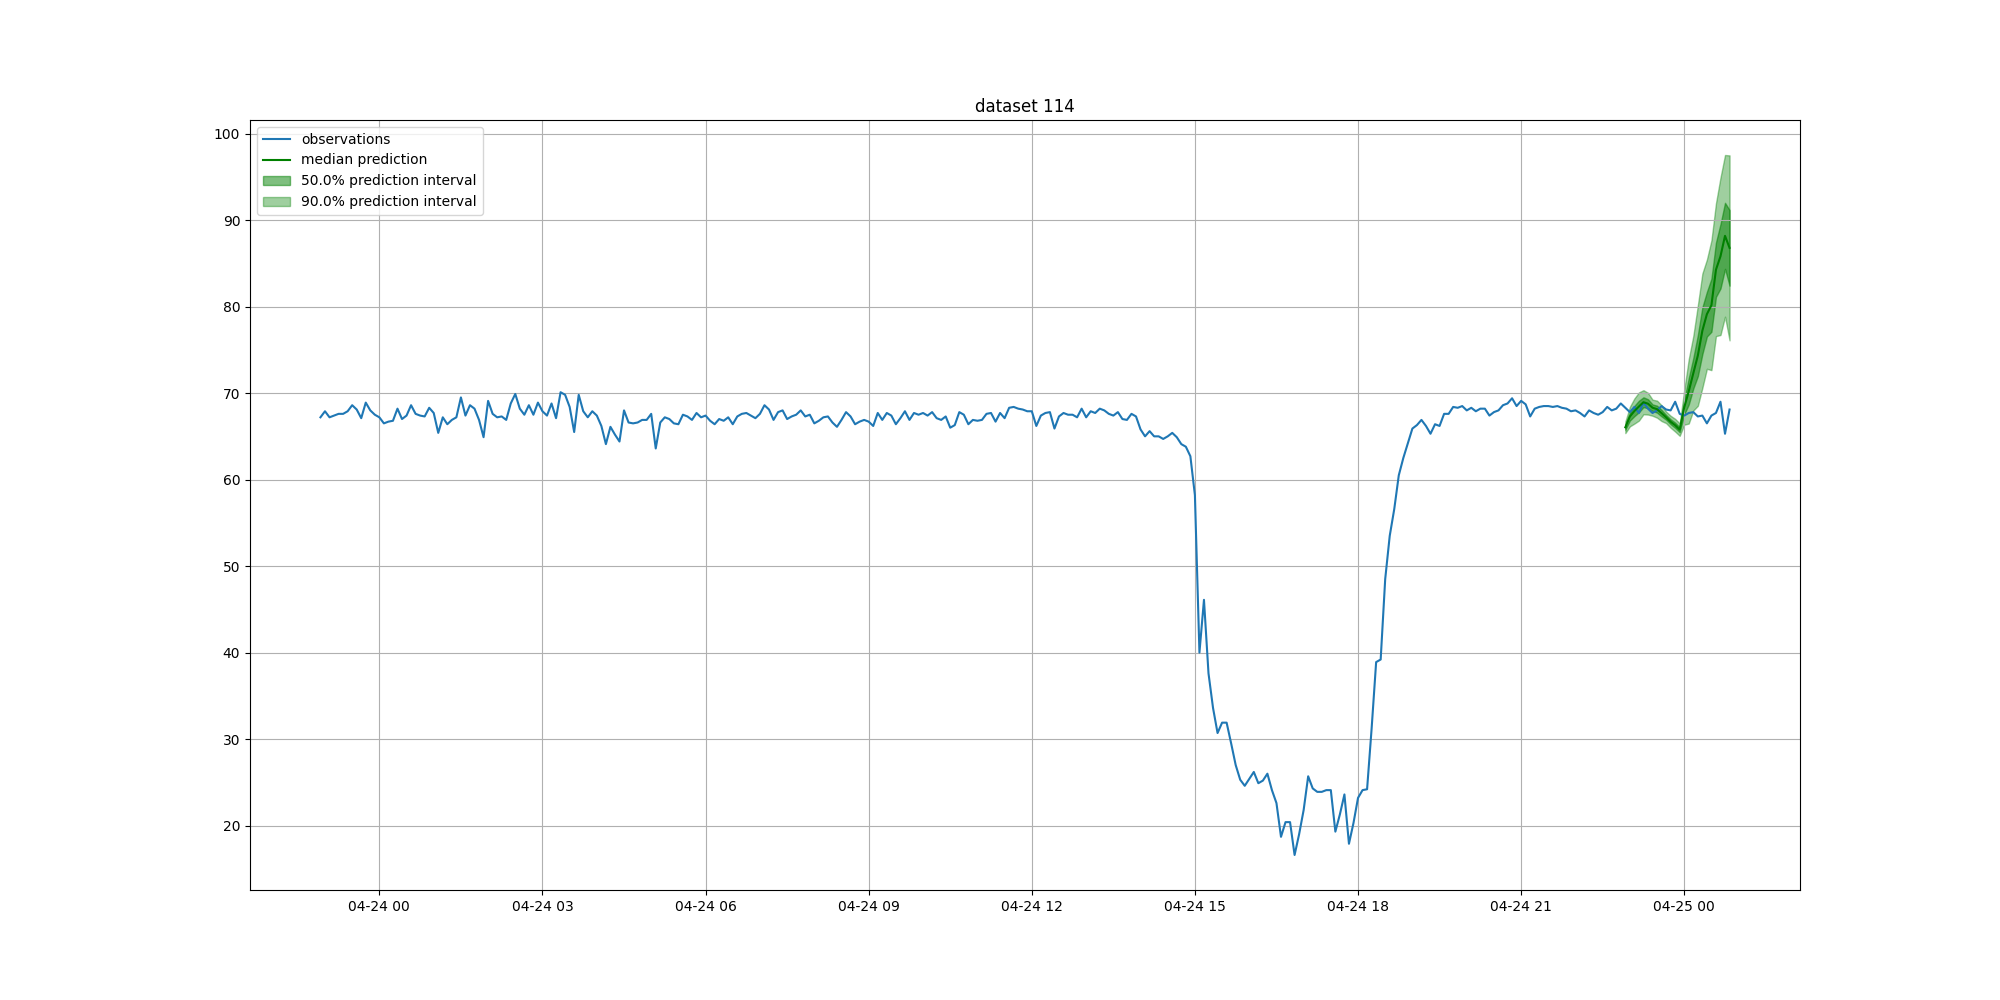 dataset 114
observations
median prediction
50.0% prediction interval
90.0% prediction interval
100
90
80
70
60
50
40
30
20
04-24 00 04-24 03 04-24 06 04-24 09 04-24 12 04-24 15 04-24 18 04-24 21 04-25 00